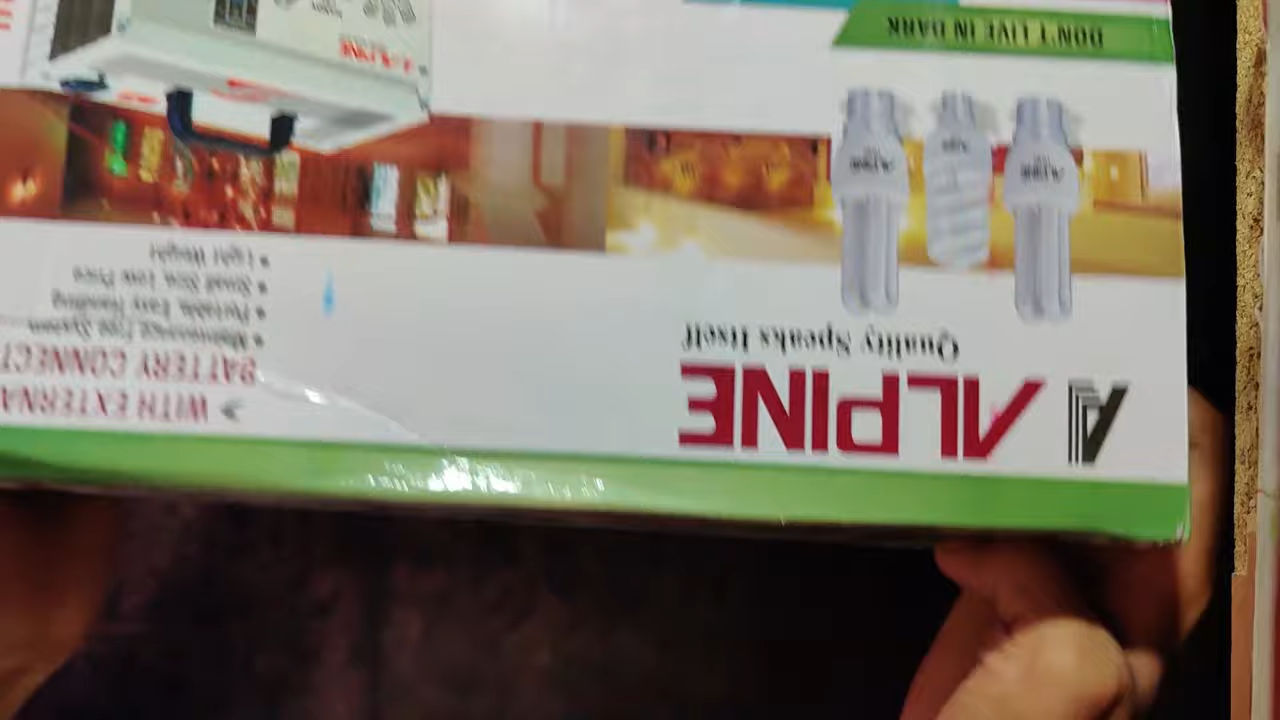 ALPINE
Quality Speaks Itself
DON'T LIVE IN DARK
WITH EXTERNA
BATTERY CONNECT
• Maintenance Free System
• Portable, Easy Handling
• Small Size, Low Price
• Light Weight
ALPINE